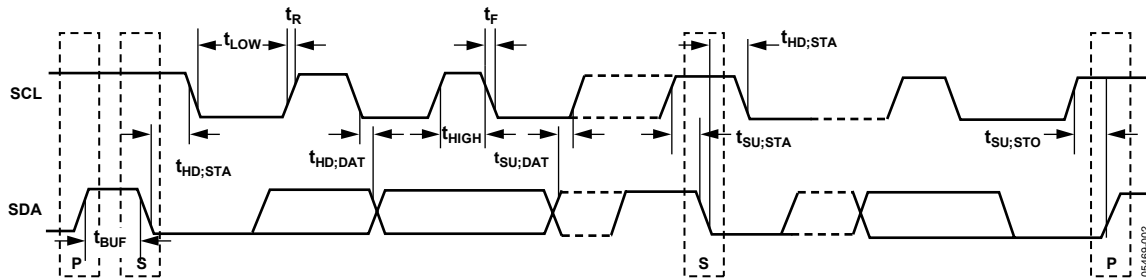 tR
tF
tLOW
tHD;STA
SCL
tHD;STA
tHD;DAT
tHIGH
tSU;DAT
tSU;STA
tSU;STO
SDA
tBUF
P
S
S
P